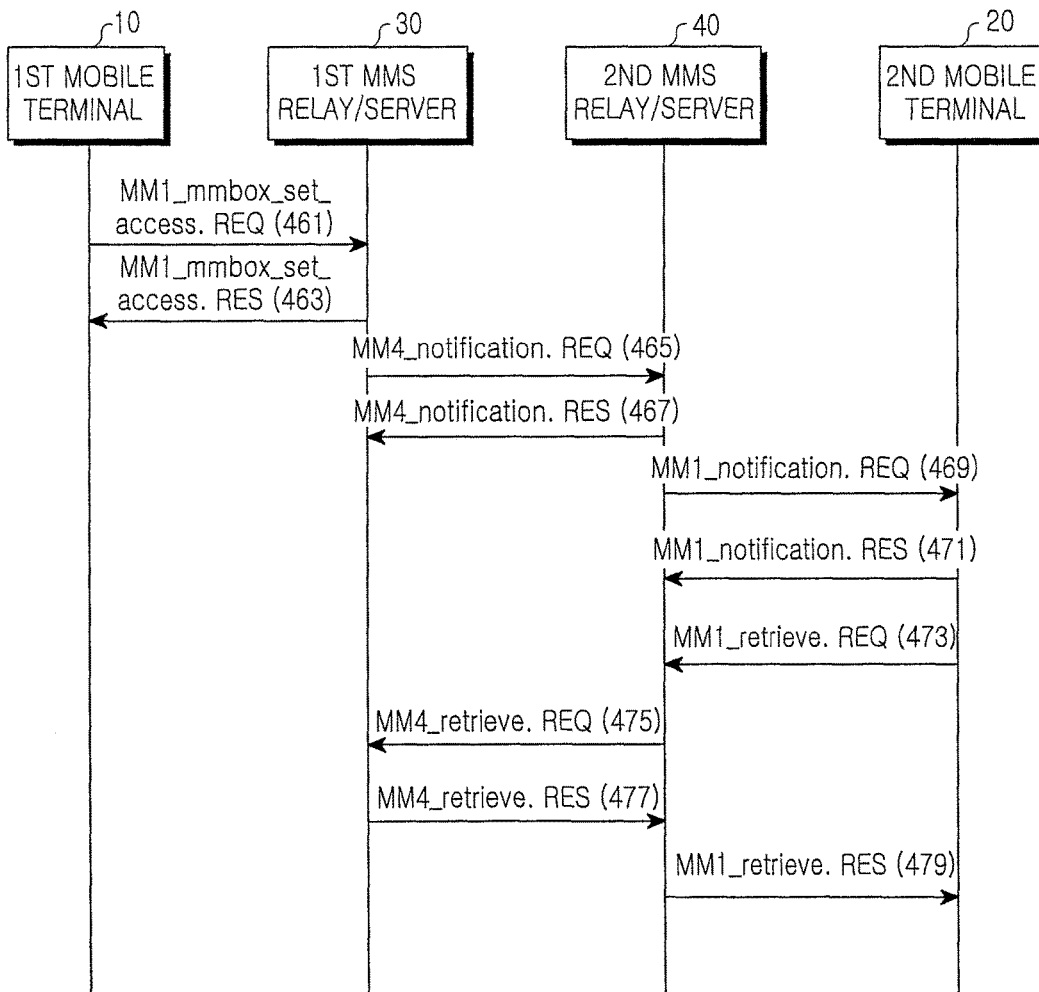 10
30
40
20
1ST MOBILE
TERMINAL
1ST MMS
RELAY/SERVER
2ND MMS
RELAY/SERVER
2ND MOBILE
TERMINAL
MM1_mmbox_set_
access. REQ (461)
MM1_mmbox_set_
access. RES (463)
MM4_notification. REQ (465)
MM4_notification. RES (467)
MM1_notification. REQ (469)
MM1_notification. RES (471)
MM1_retrieve. REQ (473)
MM4_retrieve. REQ (475)
MM4_retrieve. RES (477)
MM1_retrieve. RES (479)